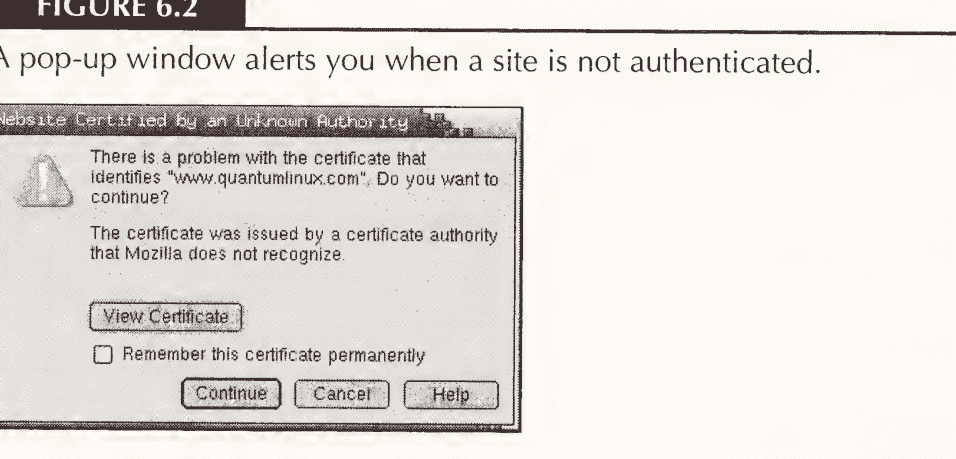 FIGURE 6.2
A pop-up window alerts you when a site is not authenticated.
Website Certified by an Unknown Authority
There is a problem with the certificate that
identifies "www.quantumlinux.com". Do you want to
continue?
The certificate was issued by a certificate authority
that Mozilla does not recognize.
View Certificate
Remember this certificate permanently
Continue Cancel Help